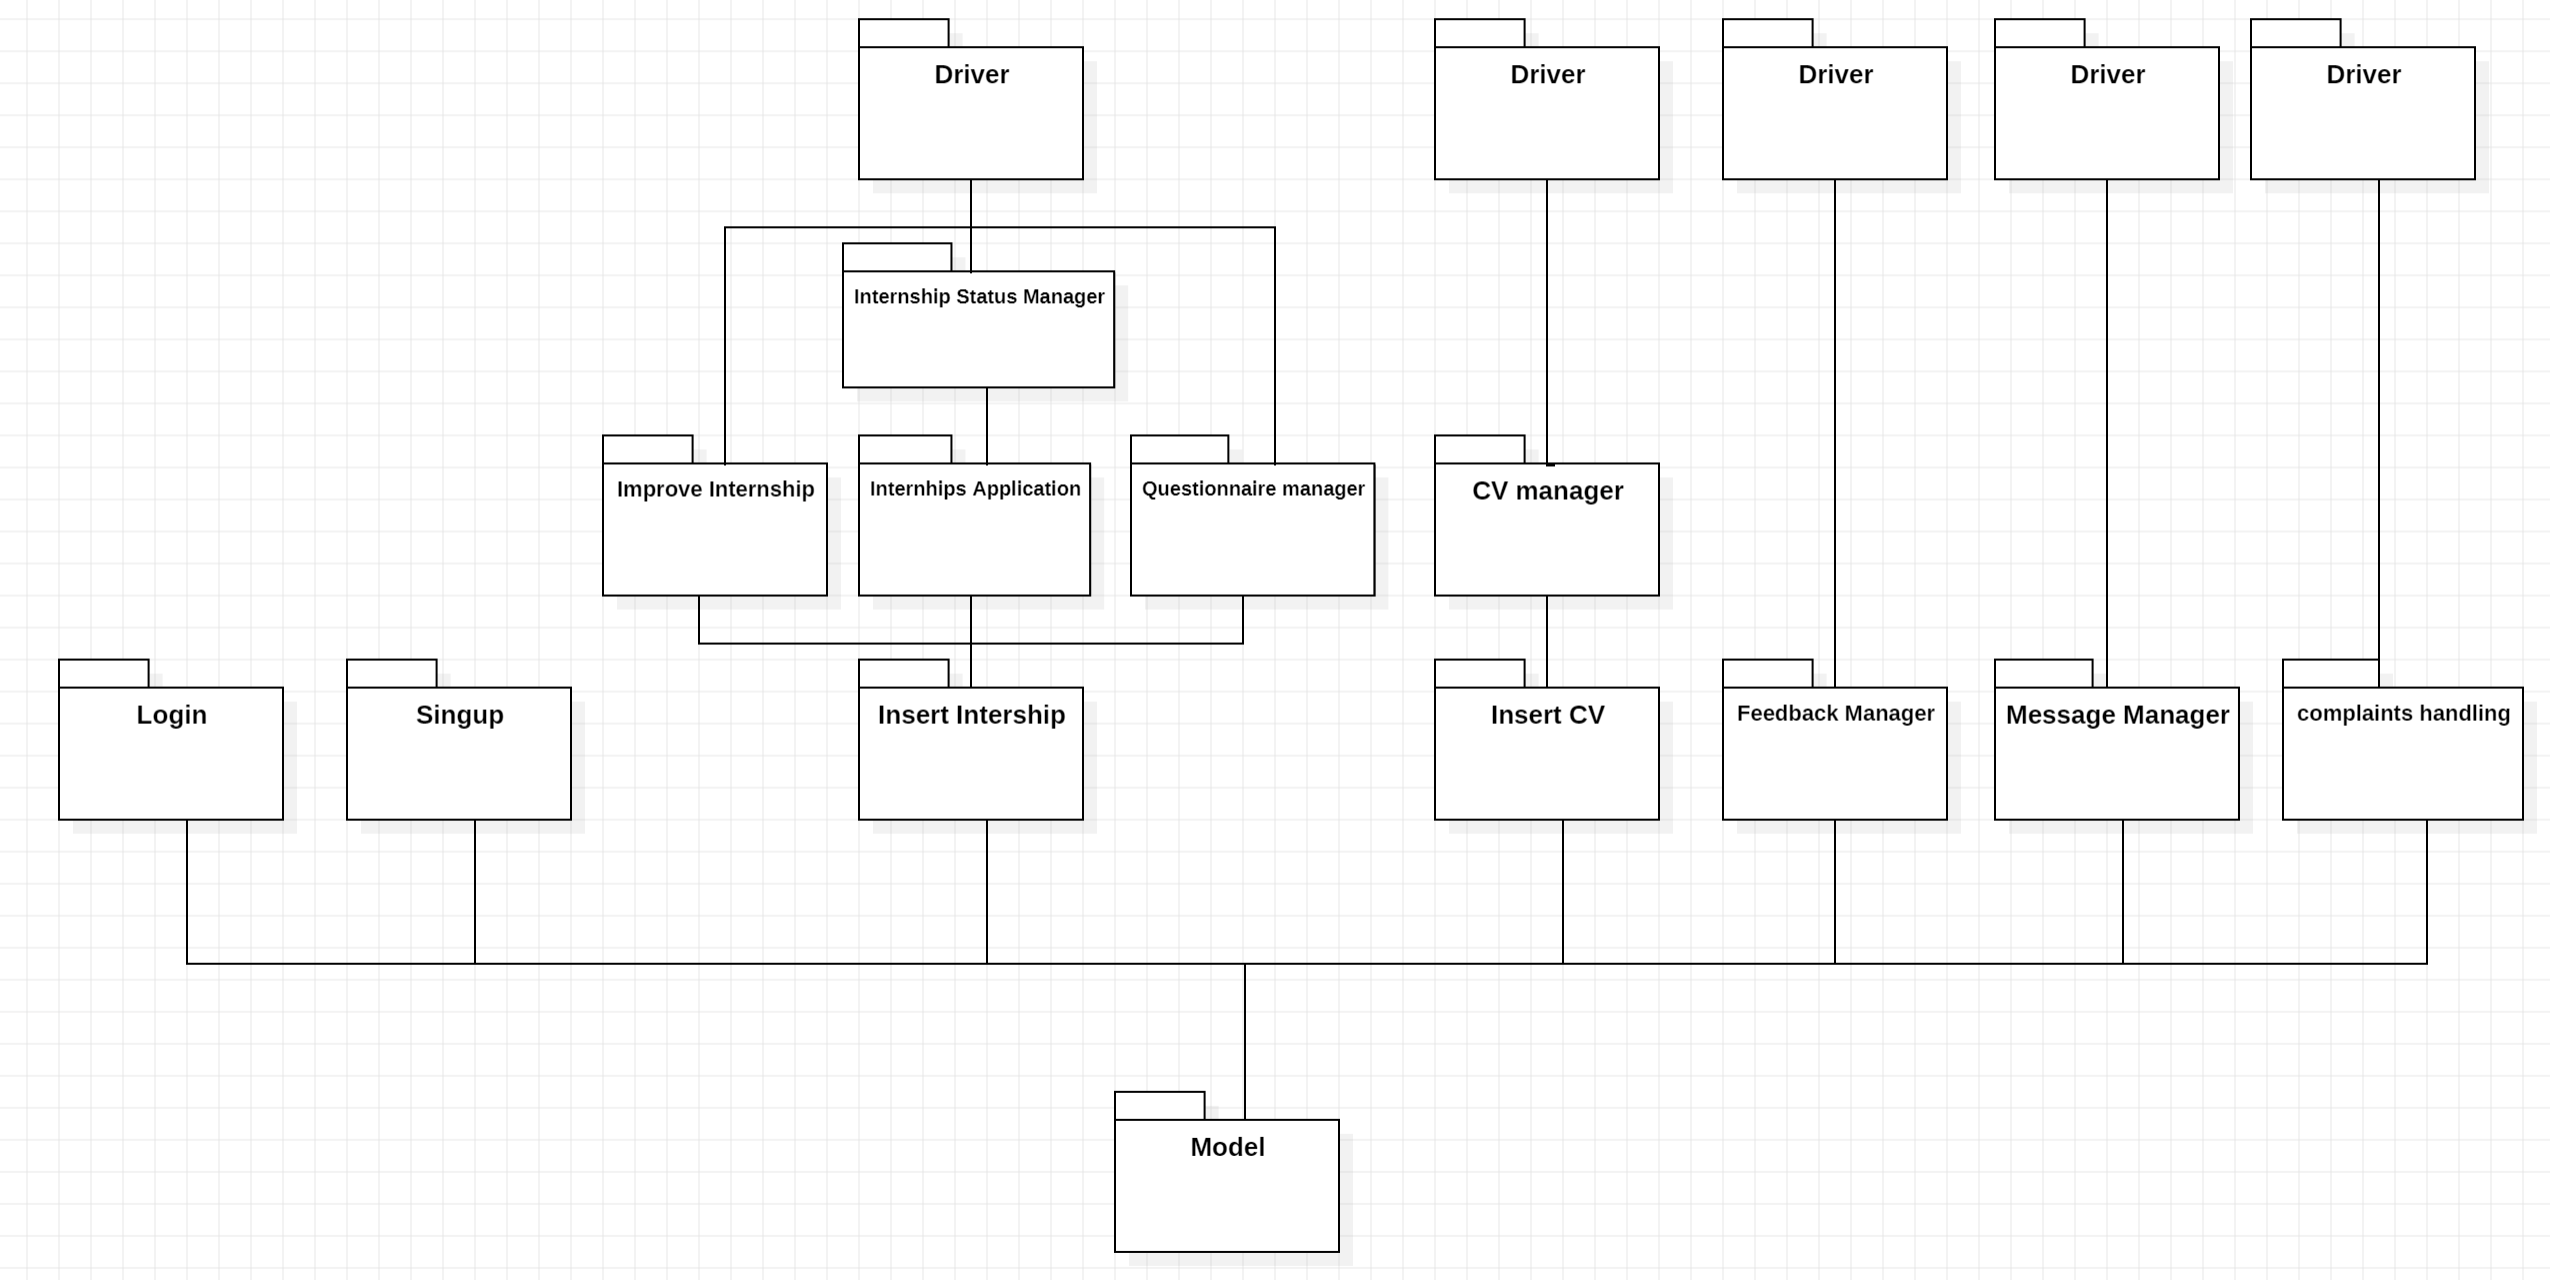 Driver
Driver
Driver
Driver
Driver
Internship Status Manager
Improve Internship
Internhips Application
Questionnaire manager
CV manager
Login
Singup
Insert Intership
Insert CV
Feedback Manager
Message Manager
complaints handling
Model